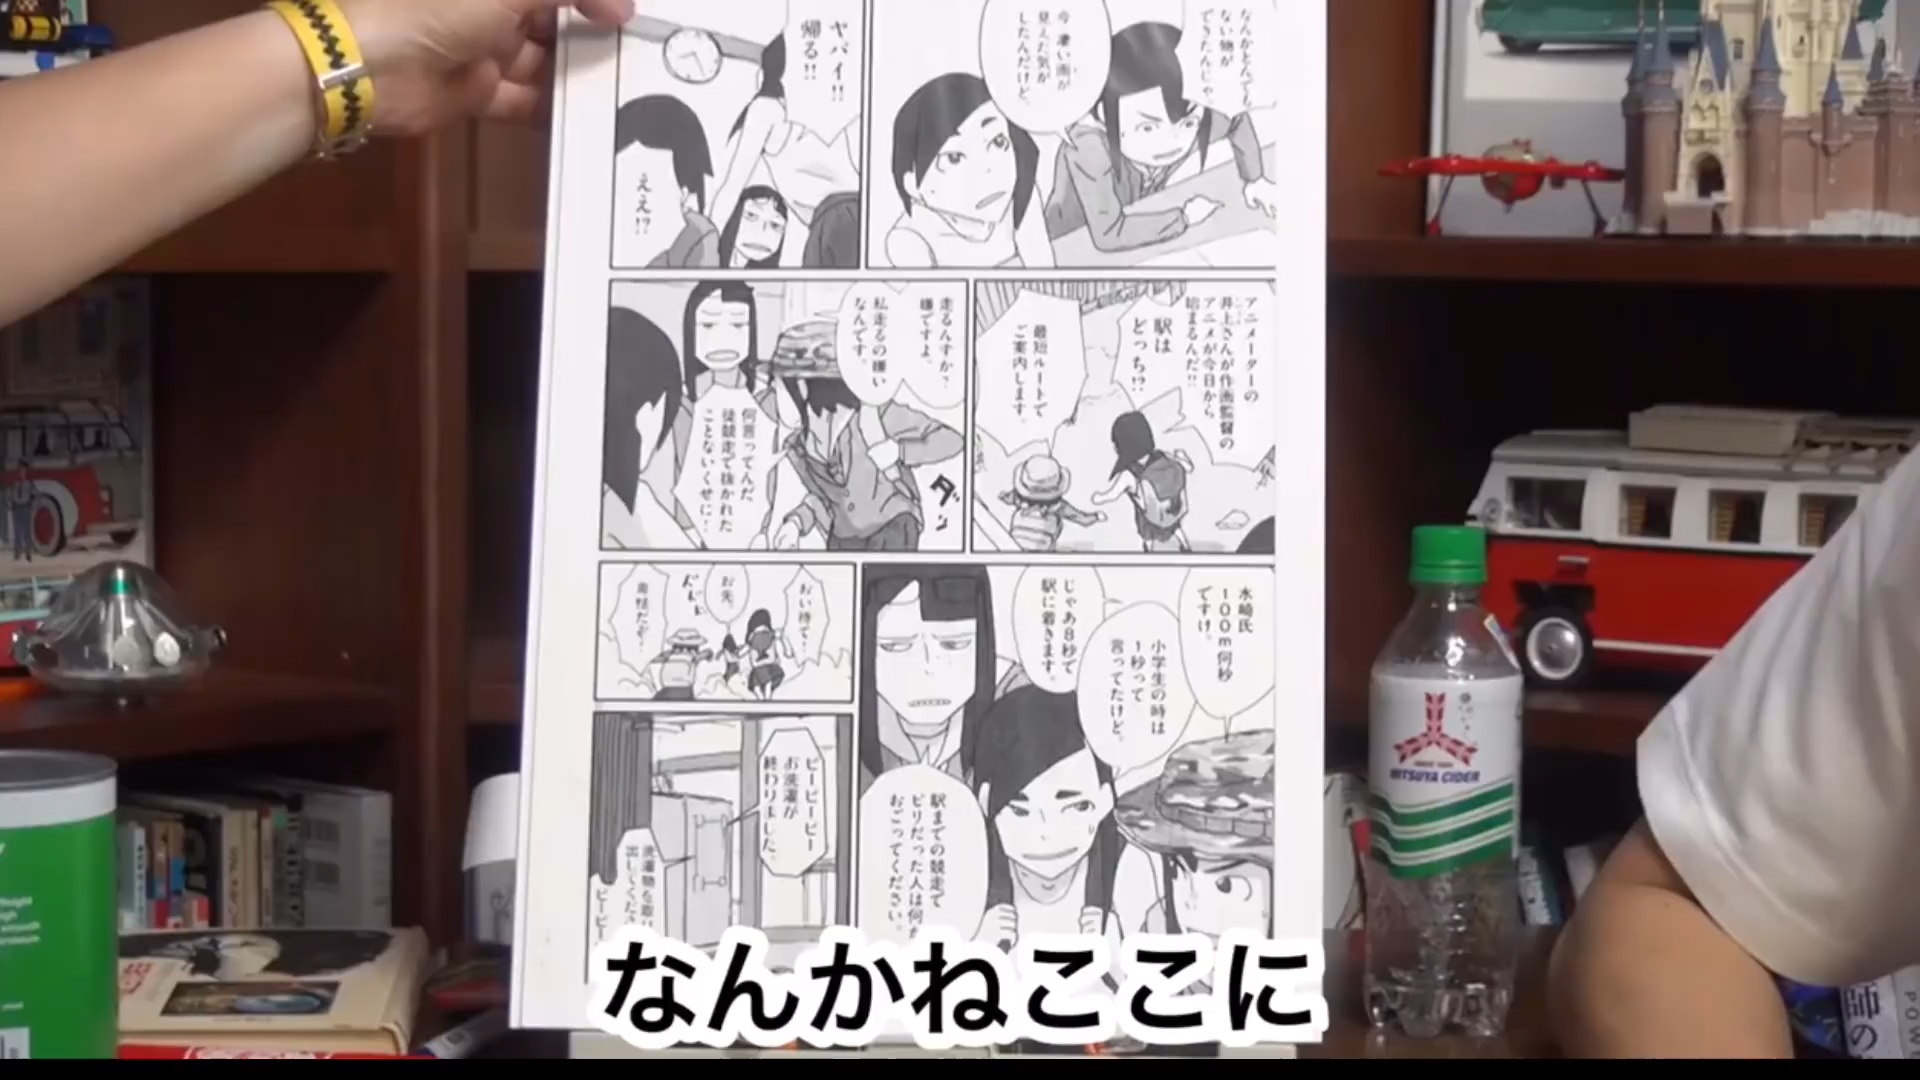 なんかとんでも
ない物が
できたんじゃ
今凄い画が
見えた気が
したんだけど、
ヤバイ!!
帰る!!
ええ!?
アニメーターの
井上さんが作画監督の
アニメが今日から
始まるんだ!!
駅は
どっち!?
最短ルートで
ご案内します。
走るんすか?
嫌ですよ、
私走るの嫌い
なんです。
何言ってんだ、
徒競走で抜かれた
ことないくせに!
ダッ
おい待て!
お先。
卑怯だぞ!
水崎氏
100m何秒
ですけ。
小学生の時は
1秒って
言ってたけど。
じゃあ8秒で
駅に着きます。
駅までの競走で
ビリだった人は何か
おごってください。
ピーピーピー
お洗濯が
終わりました。
洗濯物を取り
出してくださ
ピーピー
MITSUYA CIDER
師の
POWE
なんかねここに